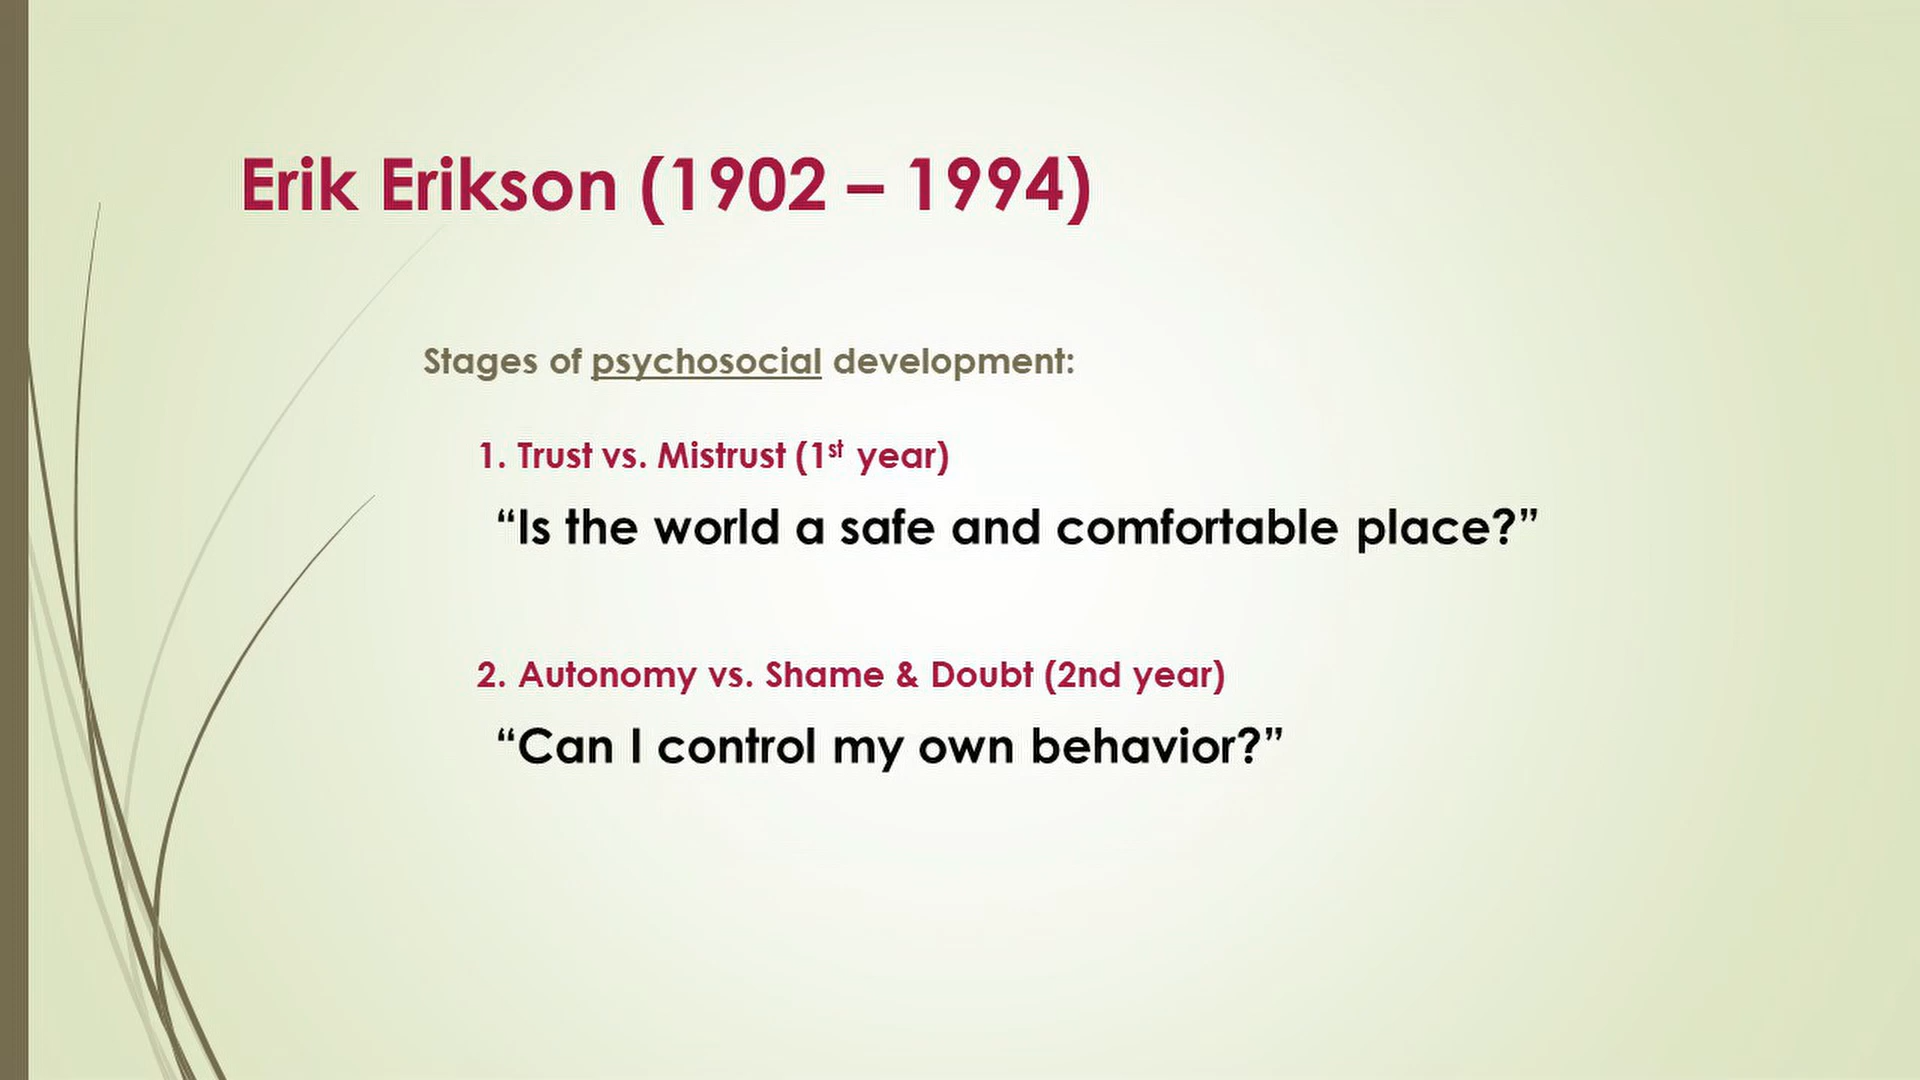 Erik Erikson (1902 – 1994)
Stages of psychosocial development:
1. Trust vs. Mistrust (1st year)
“Is the world a safe and comfortable place?”
2. Autonomy vs. Shame & Doubt (2nd year)
“Can I control my own behavior?”